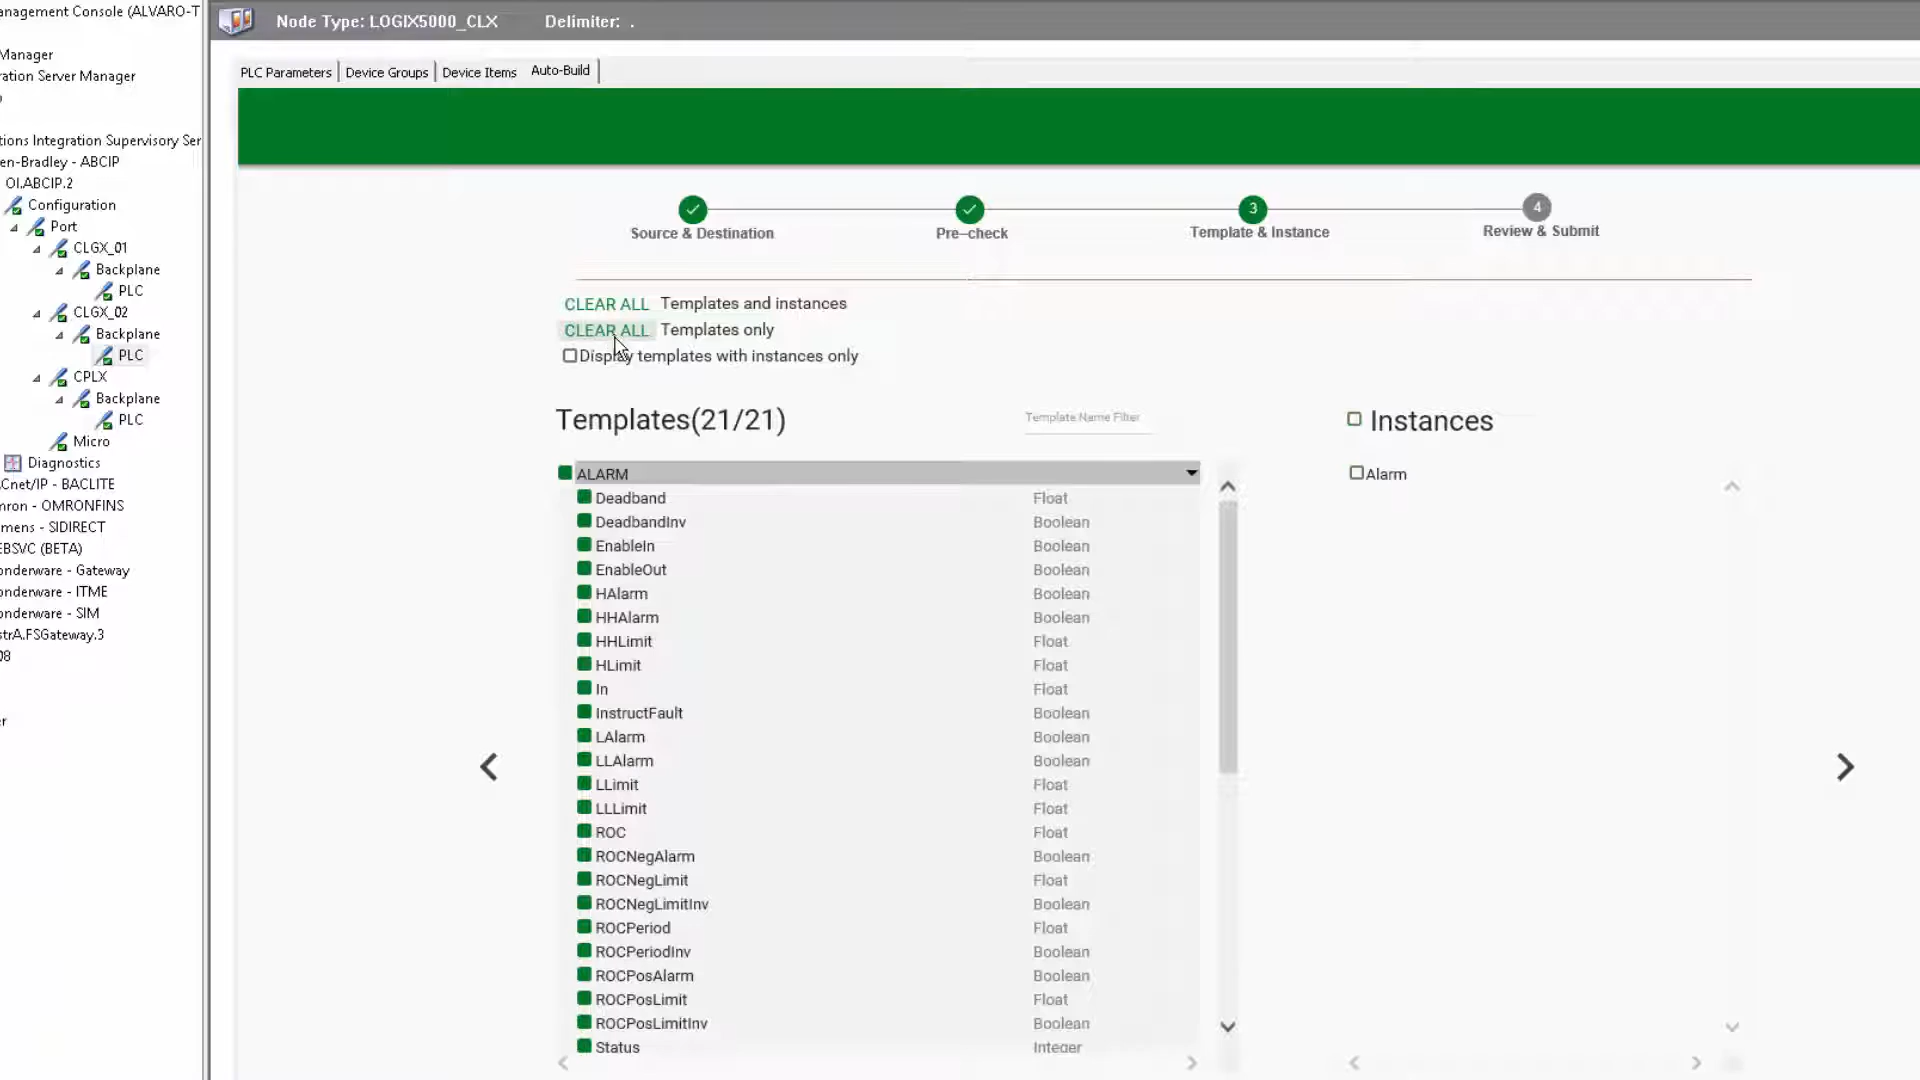 anagement Console (ALVARO-T
Node Type: LOGIX5000_CLX
Delimiter: .
Manager
ration Server Manager
tions Integration Supervisory Ser
en-Bradley - ABCIP
OI.ABCIP.2
Configuration
Port
CLGX_01
Backplane
PLC
CLGX_02
Backplane
PLC
CPLX
Backplane
PLC
Micro
Diagnostics
Cnet/IP - BACLITE
mron - OMRONFINS
mens - SIDIRECT
EBSVC (BETA)
onderware - Gateway
onderware - ITME
onderware - SIM
strA.FSGateway.3
08
er
PLC Parameters
Device Groups
Device Items
Auto-Build
Source & Destination
Pre-check
3
Template & Instance
4
Review & Submit
CLEAR ALL Templates and instances
CLEAR ALL Templates only
Display templates with instances only
Templates(21/21)
Template Name Filter
Instances
ALARM
Alarm
Deadband Float
DeadbandInv Boolean
EnableIn Boolean
EnableOut Boolean
HAlarm Boolean
HHAlarm Boolean
HHLimit Float
HLimit Float
In Float
InstructFault Boolean
LAlarm Boolean
LLAlarm Boolean
LLimit Float
LLLimit Float
ROC Float
ROCNegAlarm Boolean
ROCNegLimit Float
ROCNegLimitInv Boolean
ROCPeriod Float
ROCPeriodInv Boolean
ROCPosAlarm Boolean
ROCPosLimit Float
ROCPosLimitInv Boolean
Status Integer